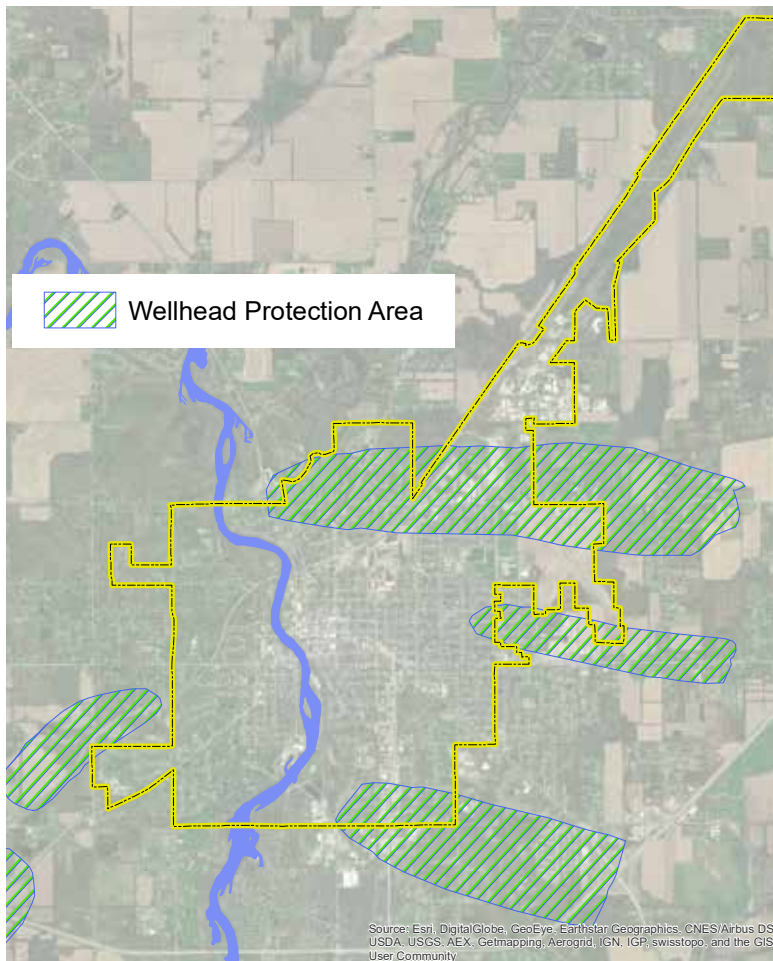 Wellhead Protection Area
Source: Esri, DigitalGlobe, GeoEye, Earthstar Geographics, CNES/Airbus DS
USDA, USGS, AEX, Getmapping, Aerogrid, IGN, IGP, swisstopo, and the GIS
User Community